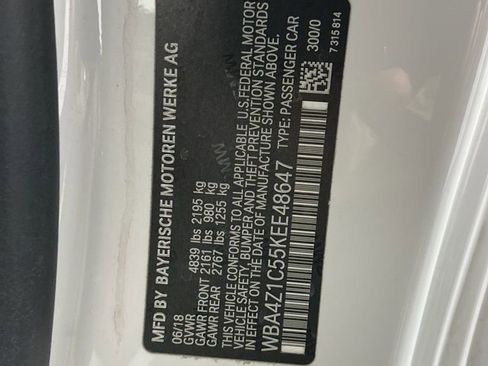 MFD BY BAYERISCHE MOTOREN WERKE AG
06/18
GVWR 4839 lbs 2195 kg
GAWR FRONT 2161 lbs 980 kg
GAWR REAR 2767 lbs 1255 kg
THIS VEHICLE CONFORMS TO ALL APPLICABLE U.S. FEDERAL MOTOR
VEHICLE SAFETY, BUMPER AND THEFT PREVENTION STANDARDS
IN EFFECT ON THE DATE OF MANUFACTURE SHOWN ABOVE.
WBA4Z1C55KEE48647 TYPE: PASSENGER CAR
300/0
7 315 814